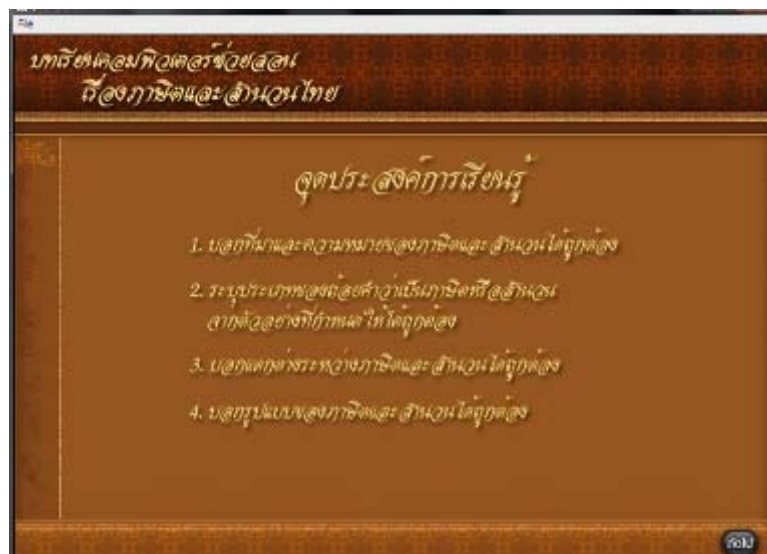 File
บทเรียนคอมพิวเตอร์ช่วยสอน
เรื่องภาษิตและสำนวนไทย
จุดประสงค์การเรียนรู้
1. บอกที่มาและความหมายของภาษิตและสำนวนได้ถูกต้อง
2. ระบุประเภทของถ้อยคำว่าเป็นภาษิตหรือสำนวน
จากตัวอย่างที่กำหนดให้ได้ถูกต้อง
3. บอกแตกต่างระหว่างภาษิตและสำนวนได้ถูกต้อง
4. บอกรูปแบบของภาษิตและสำนวนได้ถูกต้อง
ถัดไป